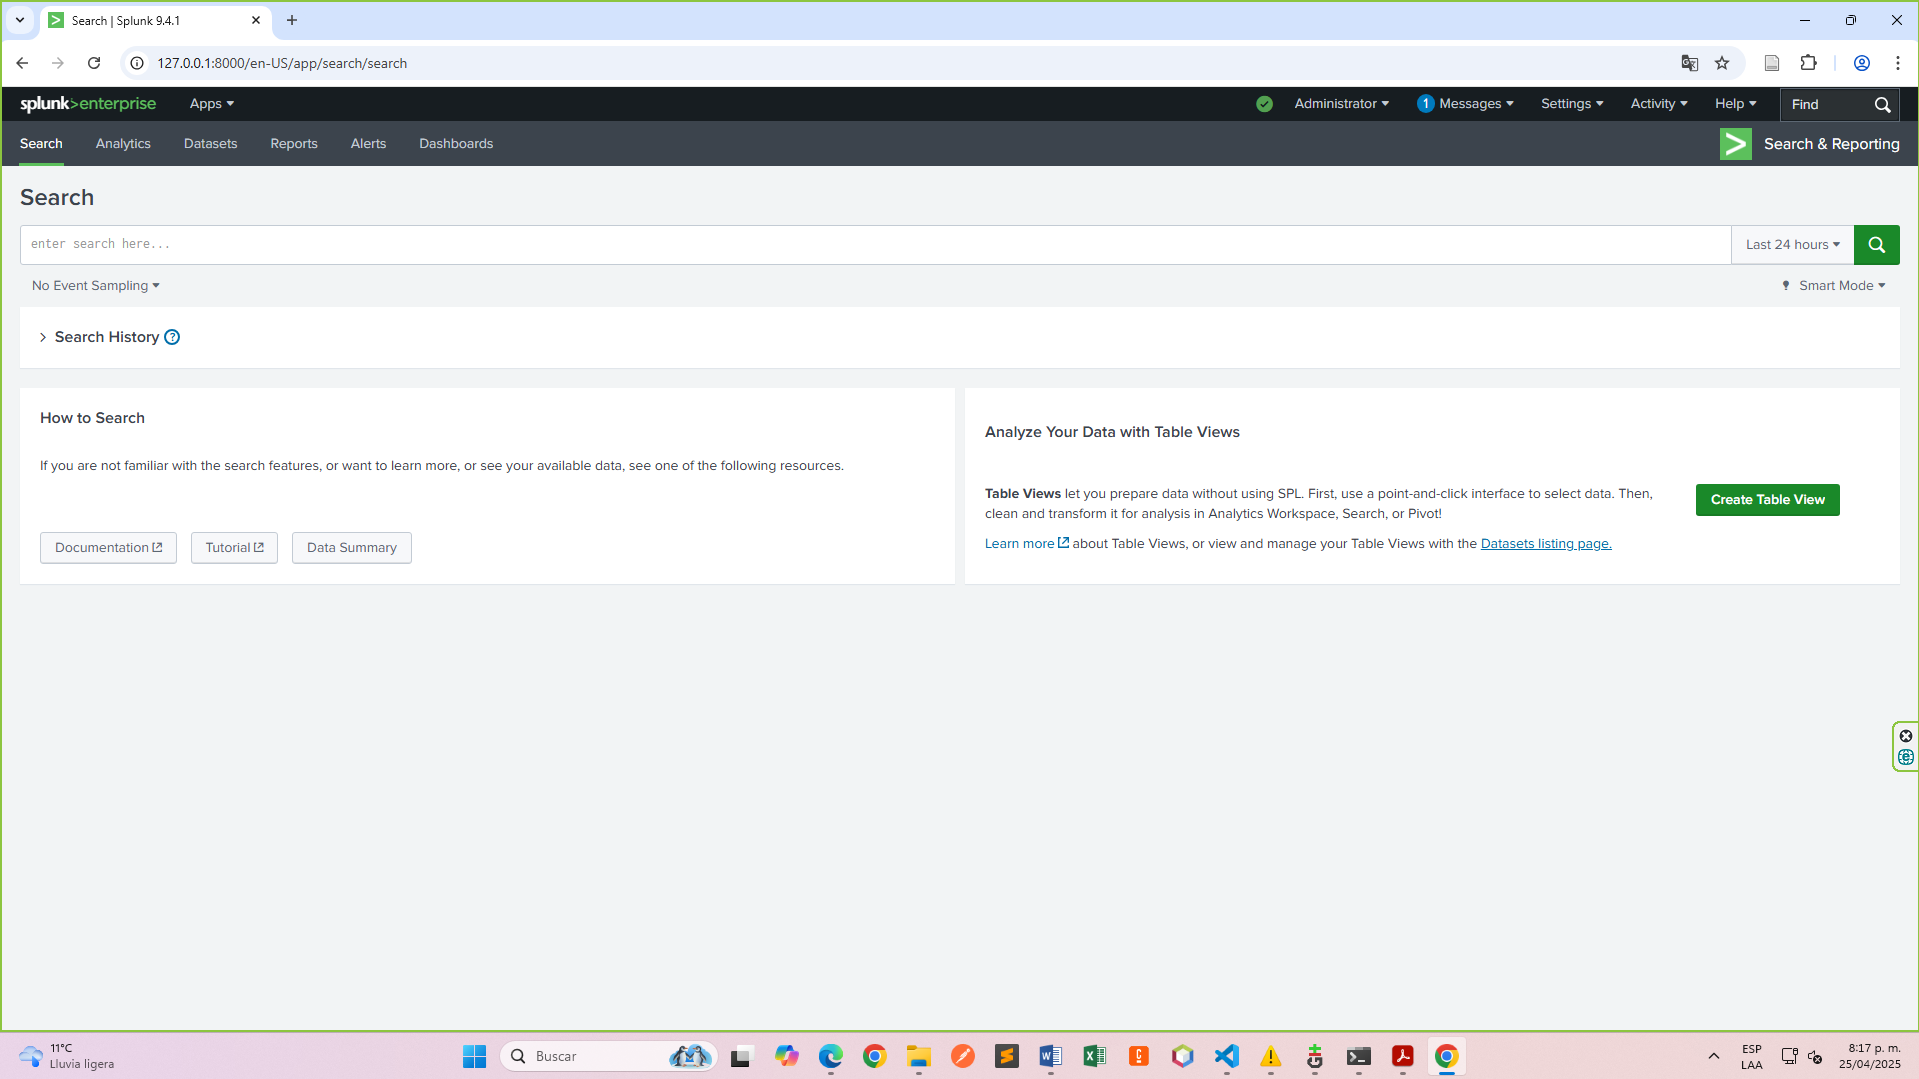 Search | Splunk 9.4.1
127.0.0.1:8000/en-US/app/search/search
splunk>enterprise Apps Administrator 1 Messages Settings Activity Help Find
Search Analytics Datasets Reports Alerts Dashboards Search & Reporting
Search
enter search here... Last 24 hours
No Event Sampling Smart Mode
Search History ?
How to Search
If you are not familiar with the search features, or want to learn more, or see your available data, see one of the following resources.
Documentation Tutorial Data Summary
Analyze Your Data with Table Views
Table Views let you prepare data without using SPL. First, use a point-and-click interface to select data. Then,
clean and transform it for analysis in Analytics Workspace, Search, or Pivot!
Create Table View
Learn more about Table Views, or view and manage your Table Views with the Datasets listing page.
11°C
Lluvia ligera
Buscar
ESP
LAA
8:17 p. m.
25/04/2025